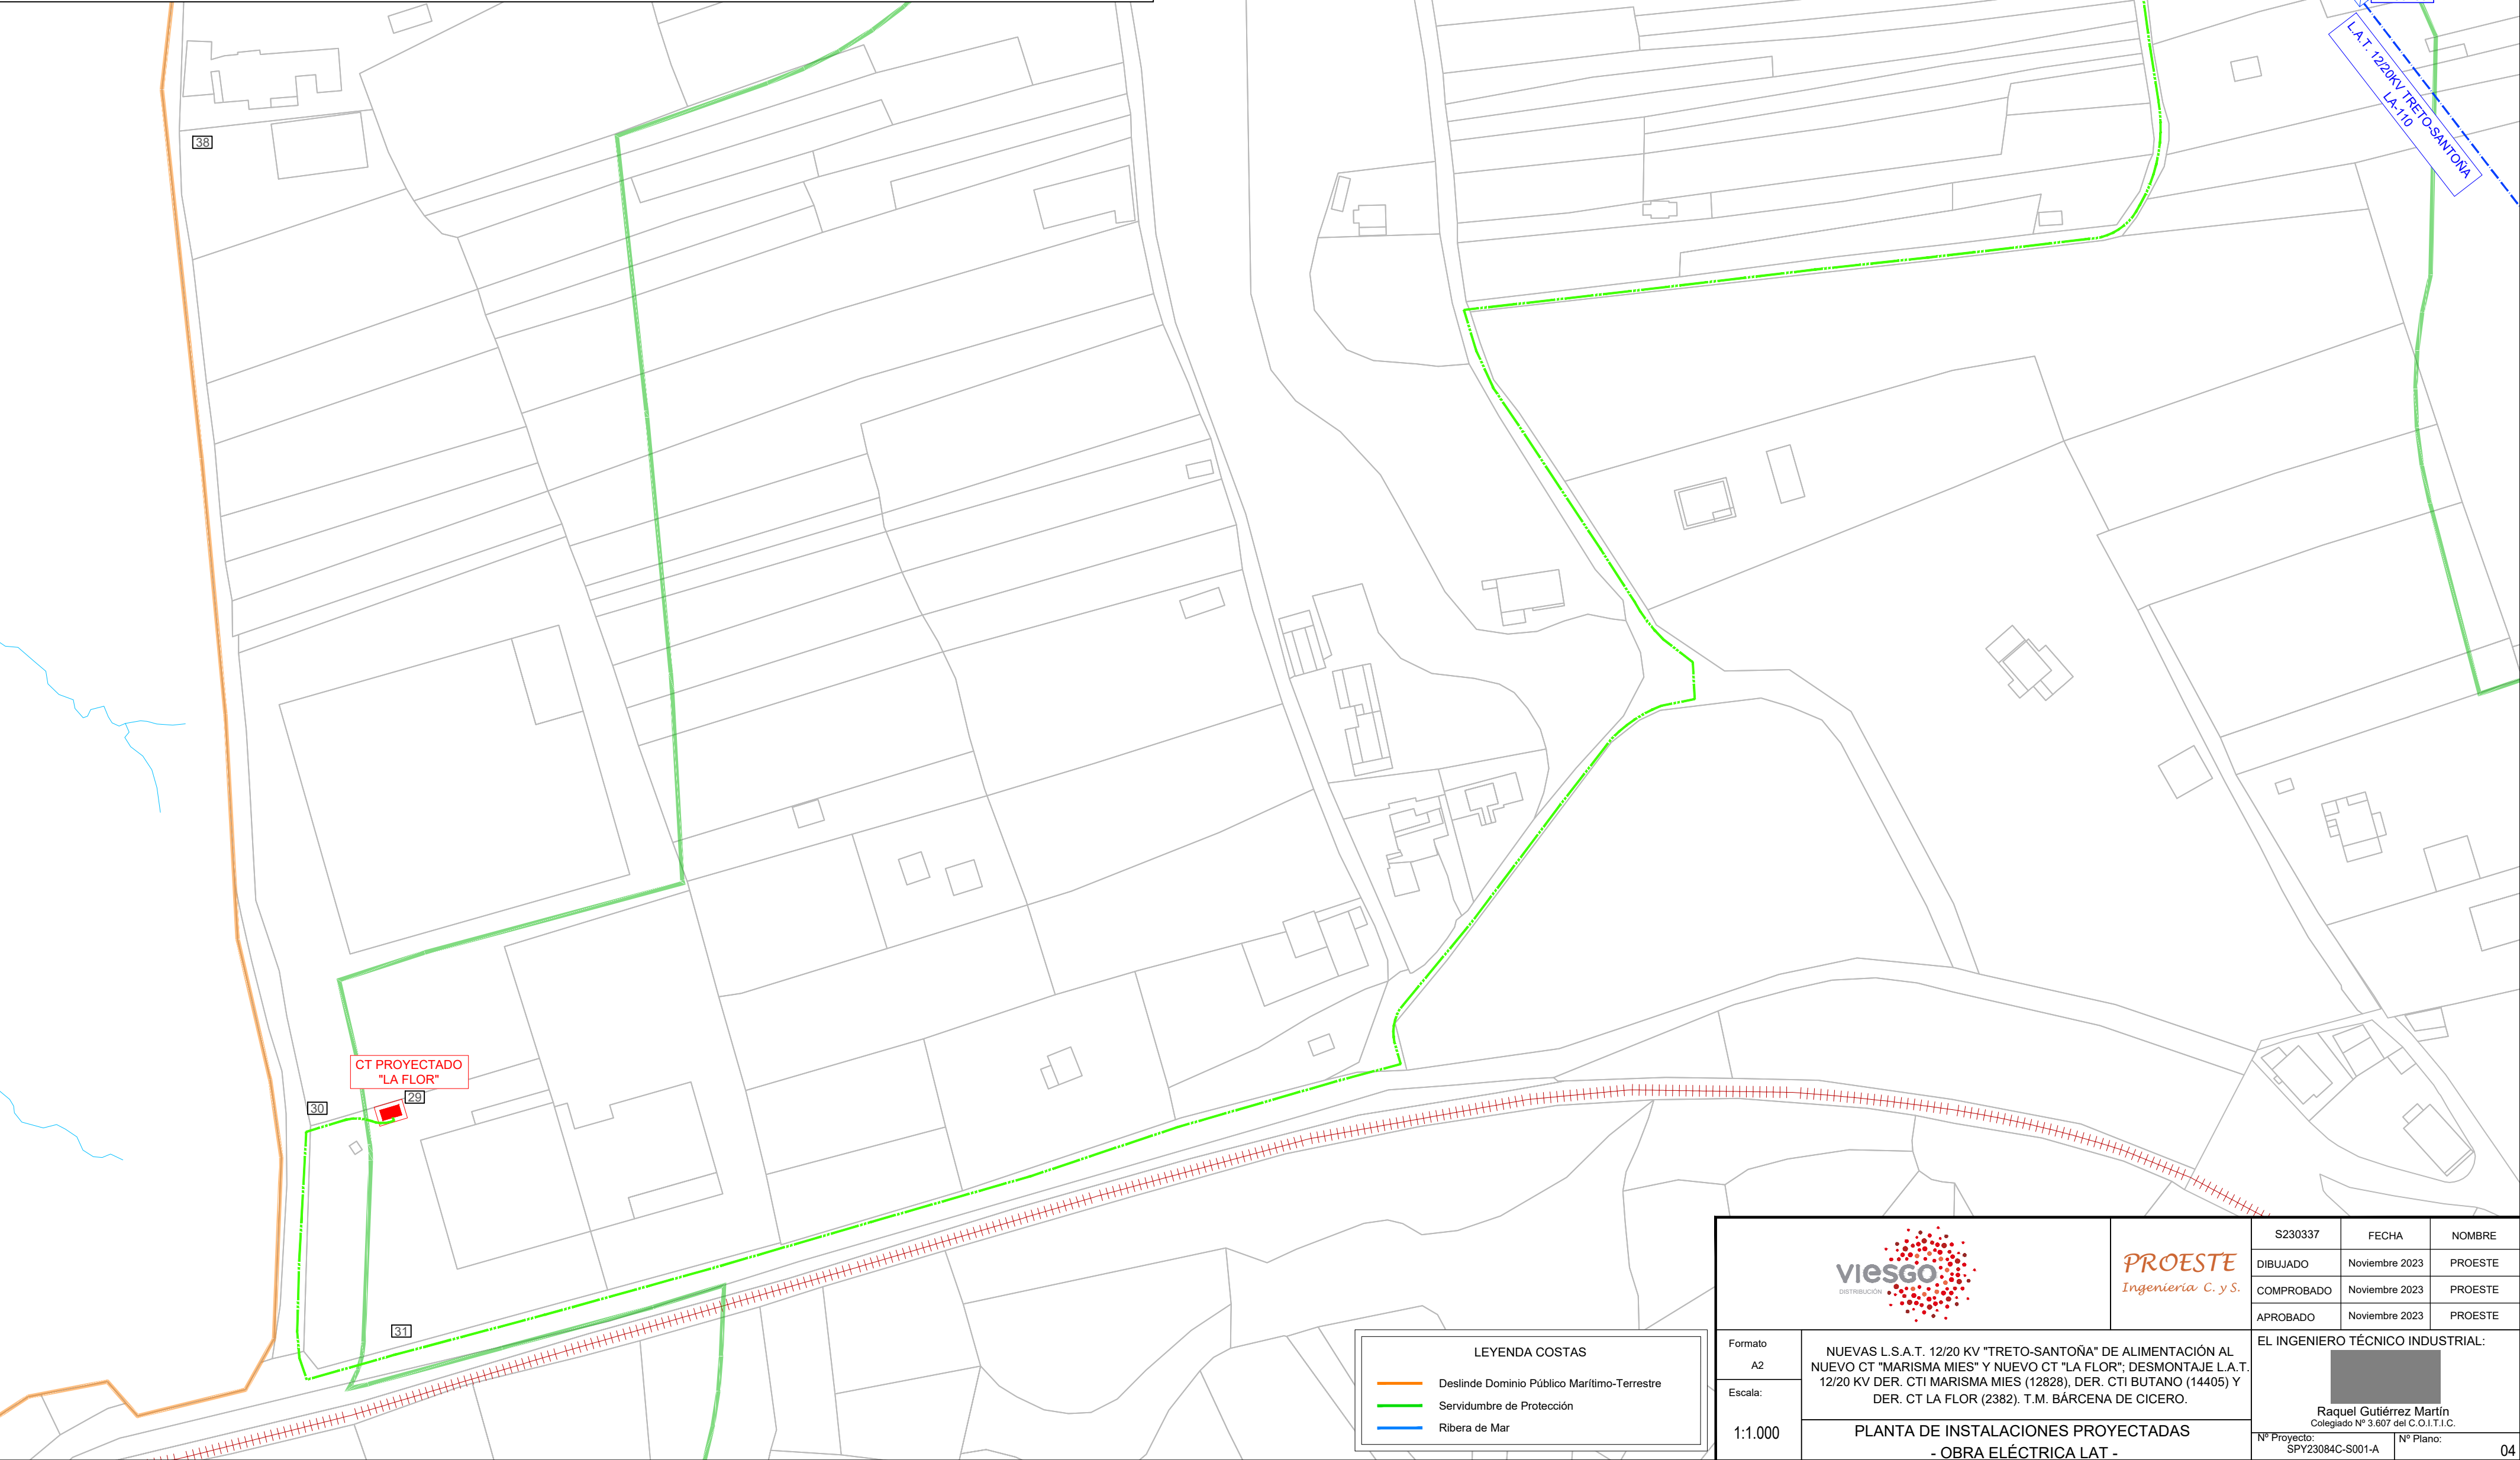 38
L.A.T. 12/20KV TRETO-SANTOÑA
LA-110
CT PROYECTADO
"LA FLOR"
29
30
31
LEYENDA COSTAS
Deslinde Dominio Público Marítimo-Terrestre
Servidumbre de Protección
Ribera de Mar
viesgo
DISTRIBUCIÓN
PROESTE
Ingeniería C. y S.
S230337 FECHA NOMBRE
DIBUJADO Noviembre 2023 PROESTE
COMPROBADO Noviembre 2023 PROESTE
APROBADO Noviembre 2023 PROESTE
Formato
A2
Escala:
1:1.000
NUEVAS L.S.A.T. 12/20 KV "TRETO-SANTOÑA" DE ALIMENTACIÓN AL
NUEVO CT "MARISMA MIES" Y NUEVO CT "LA FLOR"; DESMONTAJE L.A.T.
12/20 KV DER. CTI MARISMA MIES (12828), DER. CTI BUTANO (14405) Y
DER. CT LA FLOR (2382). T.M. BÁRCENA DE CICERO.
PLANTA DE INSTALACIONES PROYECTADAS
- OBRA ELÉCTRICA LAT -
EL INGENIERO TÉCNICO INDUSTRIAL:
Raquel Gutiérrez Martín
Colegiado Nº 3.607 del C.O.I.T.I.C.
Nº Proyecto:
SPY23084C-S001-A
Nº Plano:
04